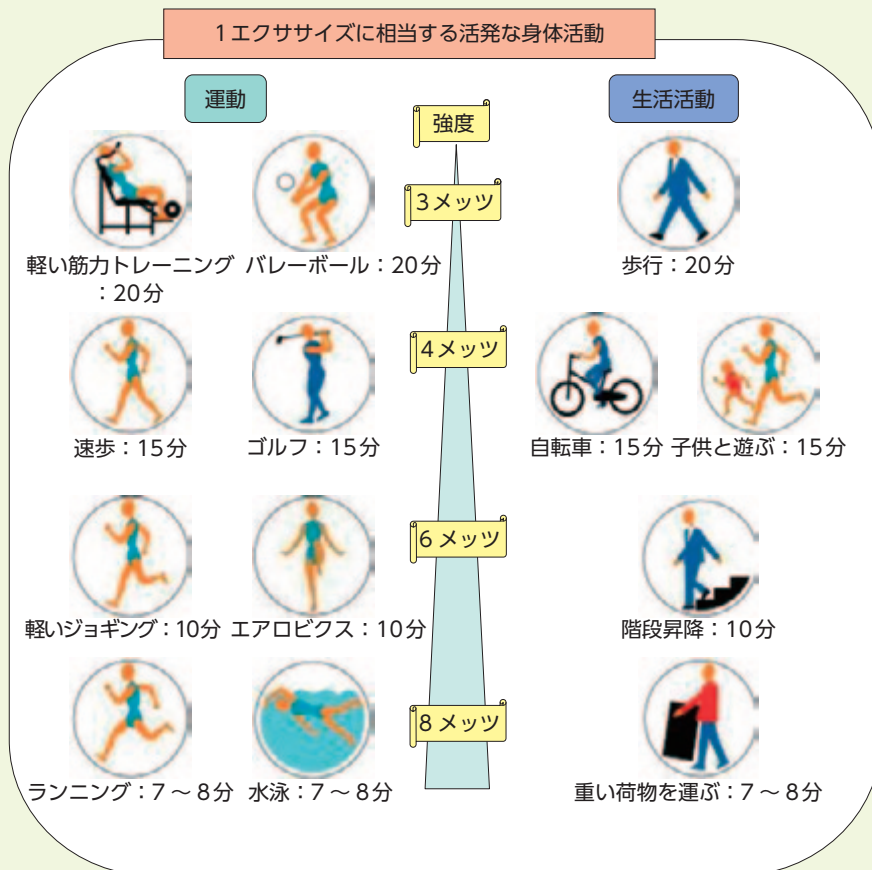 1エクササイズに相当する活発な身体活動
運動
強度
生活活動
3メッツ
軽い筋力トレーニング
：20分
バレーボール：20分
歩行：20分
4メッツ
速歩：15分
ゴルフ：15分
自転車：15分
子供と遊ぶ：15分
6メッツ
軽いジョギング：10分
エアロビクス：10分
階段昇降：10分
8メッツ
ランニング：7～8分
水泳：7～8分
重い荷物を運ぶ：7～8分